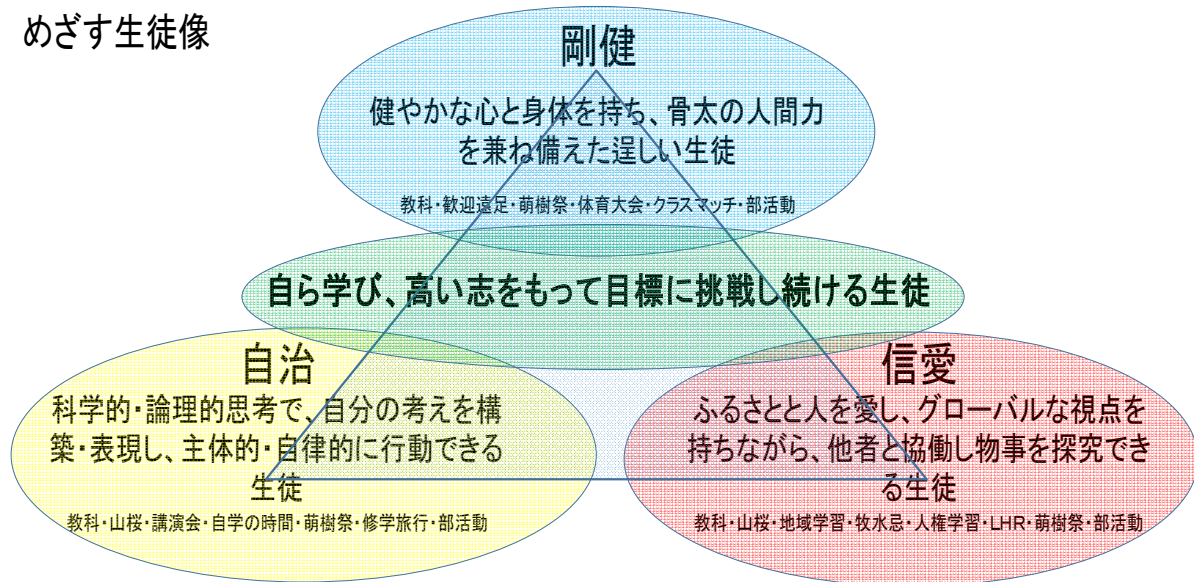 めざす生徒像
剛健
健やかな心と身体を持ち、骨太の人間力
を兼ね備えた逞しい生徒
教科・歓迎遠足・萌樹祭・体育大会・クラスマッチ・部活動
自ら学び、高い志をもって目標に挑戦し続ける生徒
自治
科学的・論理的思考で、自分の考えを構
築・表現し、主体的・自律的に行動できる
生徒
教科・山桜・講演会・自学の時間・萌樹祭・修学旅行・部活動
信愛
ふるさとと人を愛し、グローバルな視点を
持ちながら、他者と協働し物事を探究でき
る生徒
教科・山桜・地域学習・牧水忌・人権学習・LHR・萌樹祭・部活動